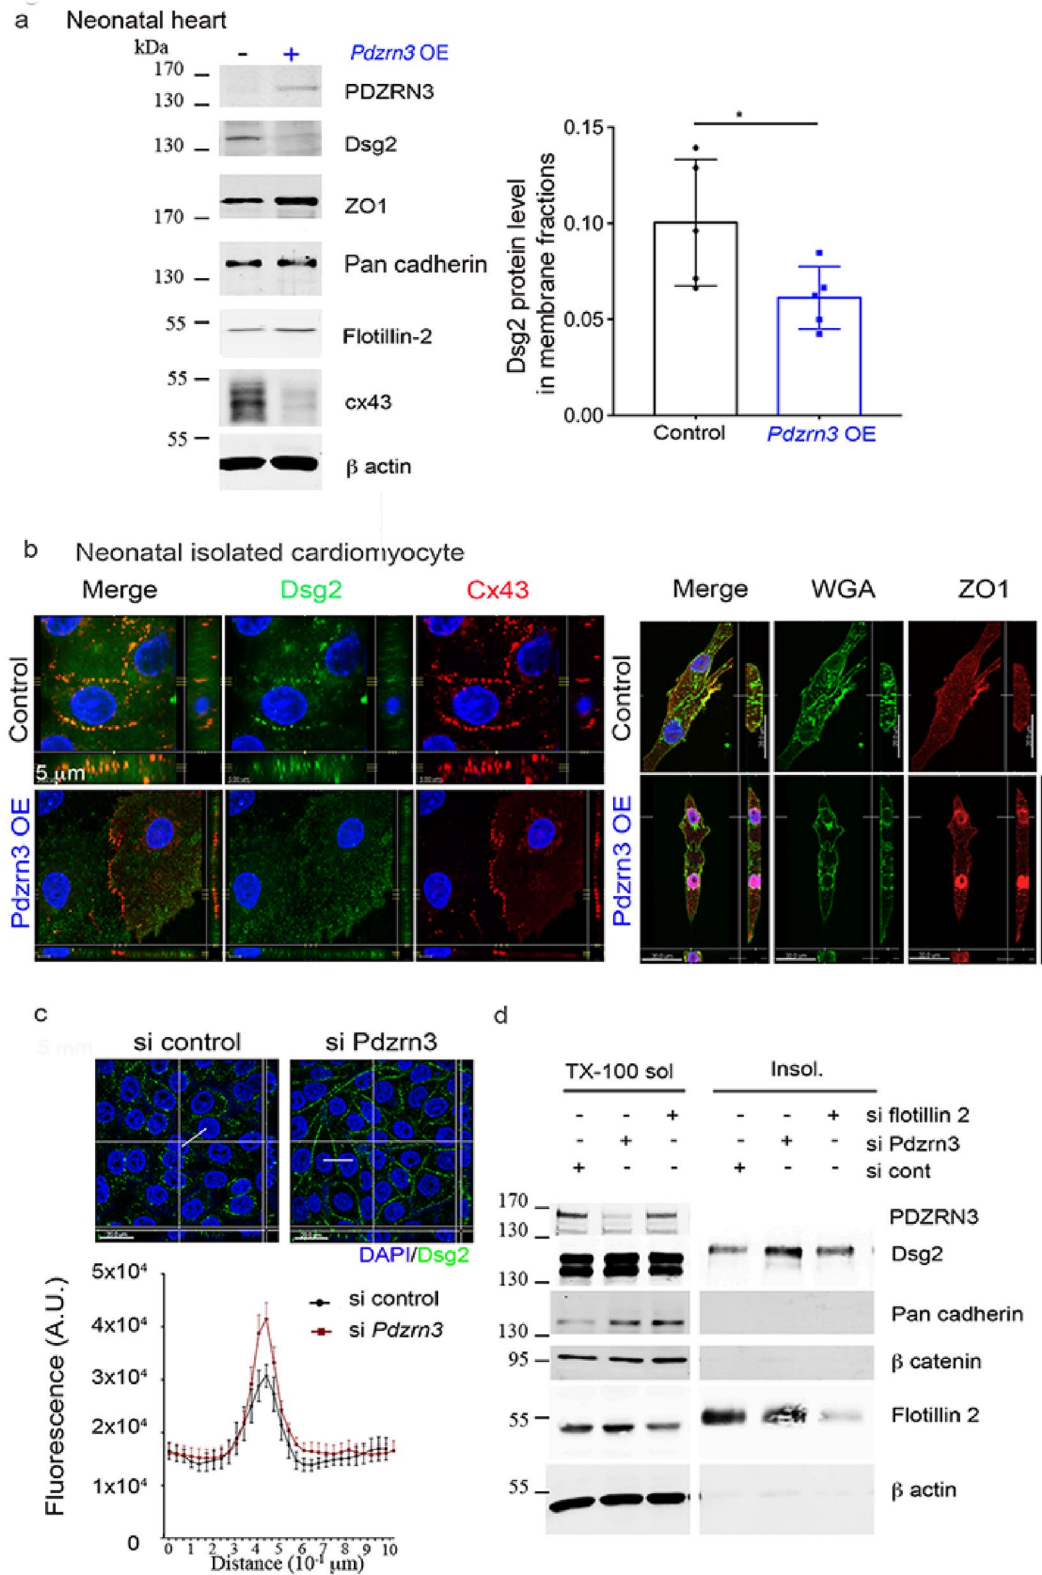 a Neonatal heart
kDa - + Pdzrn3 OE
170
130
PDZRN3
130
Dsg2
170
ZO1
130
Pan cadherin
55
Flotillin-2
55
cx43
55
β actin
*
Dsg2 protein level
in membrane fractions
0.15
0.10
0.05
0.00
Control Pdzrn3 OE
b Neonatal isolated cardiomyocyte
Merge Dsg2 Cx43 Merge WGA ZO1
Control
5 µm
Pdzrn3 OE
Control
Pdzrn3 OE
c
si control si Pdzrn3
DAPI/Dsg2
Fluorescence (A.U.)
5x10⁴
4x10⁴
3x10⁴
2x10⁴
1x10⁴
0
si control
si Pdzrn3
0 1 2 3 4 5 6 7 8 9 10
Distance (10⁻¹ µm)
d
TX-100 sol Insol.
- - + - - + si flotillin 2
- + - - + - si Pdzrn3
+ - - + - - si cont
170
130
PDZRN3
Dsg2
130
Pan cadherin
130
95
β catenin
55
Flotillin 2
55
β actin